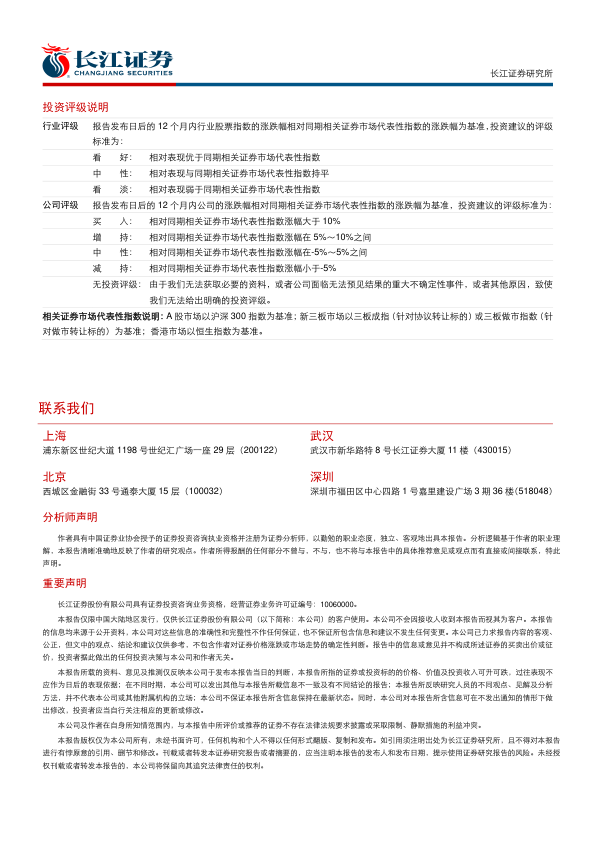 长江证券
CHANGJIANG SECURITIES
长江证券研究所
投资评级说明
行业评级 报告发布日后的 12 个月内行业股票指数的涨跌幅相对同期相关证券市场代表性指数的涨跌幅为基准，投资建议的评级
标准为：
看 好： 相对表现优于同期相关证券市场代表性指数
中 性： 相对表现与同期相关证券市场代表性指数持平
看 淡： 相对表现弱于同期相关证券市场代表性指数
公司评级 报告发布日后的 12 个月内公司的涨跌幅相对同期相关证券市场代表性指数的涨跌幅为基准，投资建议的评级标准为：
买 入： 相对同期相关证券市场代表性指数涨幅大于 10%
增 持： 相对同期相关证券市场代表性指数涨幅在 5%～10%之间
中 性： 相对同期相关证券市场代表性指数涨幅在-5%～5%之间
减 持： 相对同期相关证券市场代表性指数涨幅小于-5%
无投资评级： 由于我们无法获取必要的资料，或者公司面临无法预见结果的重大不确定性事件，或者其他原因，致使
我们无法给出明确的投资评级。
相关证券市场代表性指数说明：A 股市场以沪深 300 指数为基准；新三板市场以三板成指（针对协议转让标的）或三板做市指数（针
对做市转让标的）为基准；香港市场以恒生指数为基准。
联系我们
上海
浦东新区世纪大道 1198 号世纪汇广场一座 29 层（200122）
武汉
武汉市新华路特 8 号长江证券大厦 11 楼（430015）
北京
西城区金融街 33 号通泰大厦 15 层（100032）
深圳
深圳市福田区中心四路 1 号嘉里建设广场 3 期 36 楼（518048）
分析师声明
作者具有中国证券业协会授予的证券投资咨询执业资格并注册为证券分析师，以勤勉的职业态度，独立、客观地出具本报告。分析逻辑基于作者的职业理
解，本报告清晰准确地反映了作者的研究观点。作者所得报酬的任何部分不曾与，不与，也不将与本报告中的具体推荐意见或观点而有直接或间接联系，特此
声明。
重要声明
长江证券股份有限公司具有证券投资咨询业务资格，经营证券业务许可证编号：10060000。
本报告仅限中国大陆地区发行，仅供长江证券股份有限公司（以下简称：本公司）的客户使用。本公司不会因接收人收到本报告而视其为客户。本报告
的信息均来源于公开资料，本公司对这些信息的准确性和完整性不作任何保证，也不保证所包含信息和建议不发生任何变更。本公司已力求报告内容的客观、
公正，但文中的观点、结论和建议仅供参考，不包含作者对证券价格涨跌或市场走势的确定性判断。报告中的信息或意见并不构成所述证券的买卖出价或征
价，投资者据此做出的任何投资决策与本公司和作者无关。
本报告所载的资料、意见及推测仅反映本公司于发布本报告当日的判断，本报告所指的证券或投资标的的价格、价值及投资收入可升可跌，过往表现不
应作为日后的表现依据；在不同时期，本公司可以发出其他与本报告所载信息不一致及有不同结论的报告；本报告所反映研究人员的不同观点、见解及分析
方法，并不代表本公司或其他附属机构的立场；本公司不保证本报告所含信息保持在最新状态。同时，本公司对本报告所含信息可在不发出通知的情形下做
出修改，投资者应当自行关注相应的更新或修改。
本公司及作者在自身所知情范围内，与本报告中所评价或推荐的证券不存在法律法规要求披露或采取限制、静默措施的利益冲突。
本报告版权仅为本公司所有，未经书面许可，任何机构和个人不得以任何形式翻版、复制和发布。如引用须注明出处为长江证券研究所，且不得对本报告
进行有悖原意的引用、删节和修改。刊载或者转发本证券研究报告或者摘要的，应当注明本报告的发布人和发布日期，提示使用证券研究报告的风险。未经授
权刊载或者转发本报告的，本公司将保留向其追究法律责任的权利。